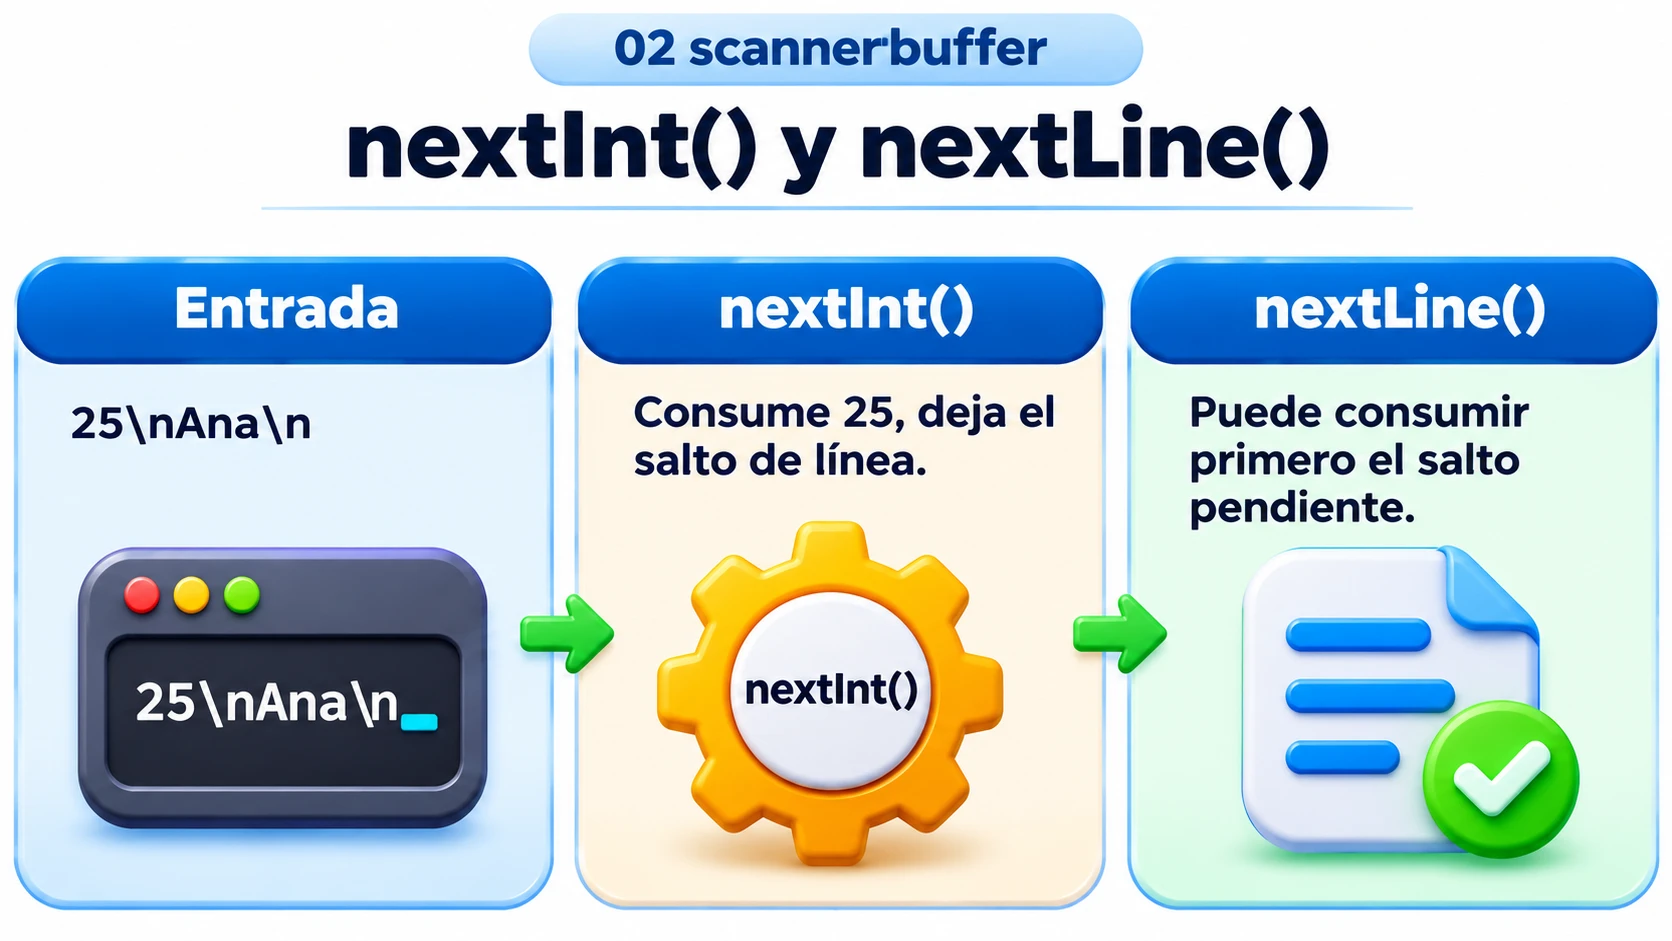 02 scannerbuffer
nextInt() y nextLine()
Entrada
25\nAna\n
25\nAna\n
nextInt()
Consume 25, deja el
salto de línea.
nextInt()
nextLine()
Puede consumir
primero el salto
pendiente.